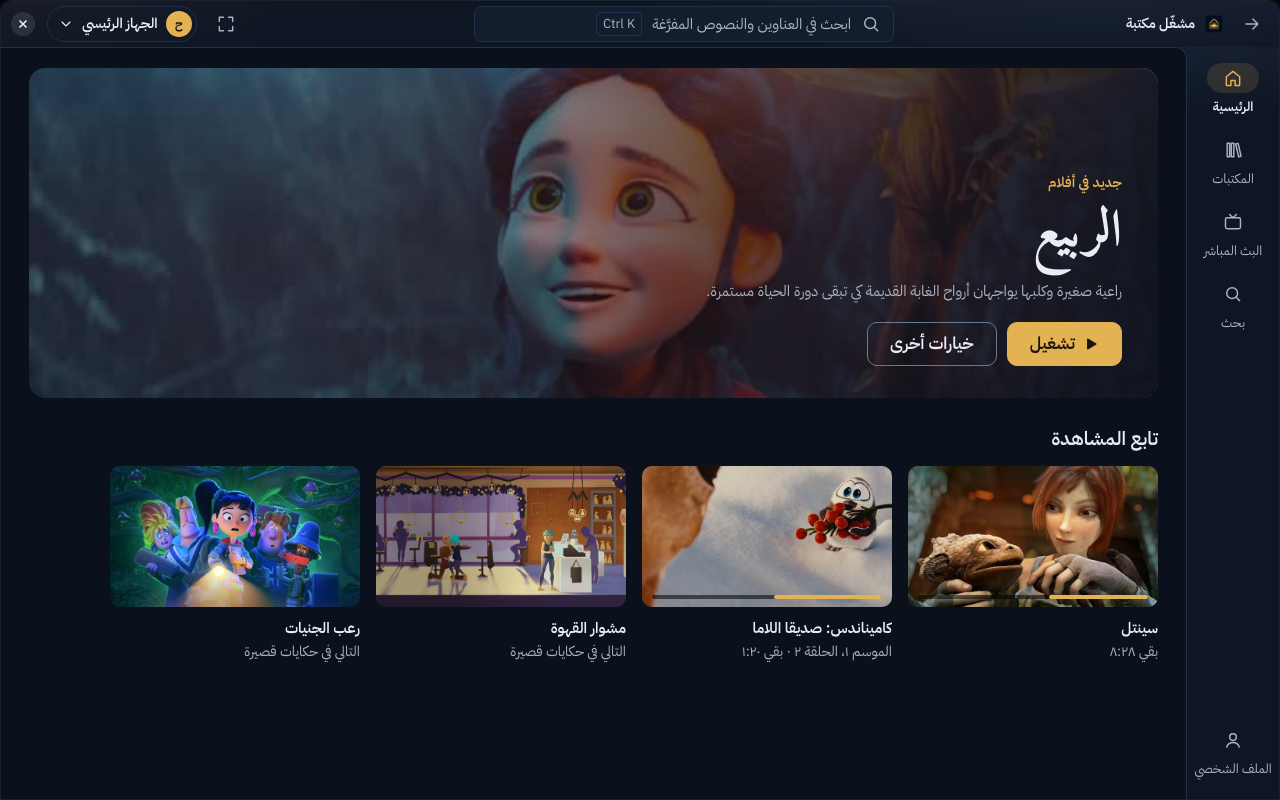 مشغّل مكتبة
ابحث في العناوين والنصوص المفرَّغة
Ctrl K
الجهاز الرئيسي
ح
الرئيسية
المكتبات
البث المباشر
بحث
الملف الشخصي
جديد في أفلام
الربيع
راعية صغيرة وكلبها يواجهان أرواح الغابة القديمة كي تبقى دورة الحياة مستمرة.
تشغيل
خيارات أخرى
تابع المشاهدة
سينتل
بقي ٨:٢٨
كاميناندس: صديقا اللاما
الموسم ١، الحلقة ٢ · بقي ١:٢٠
مشوار القهوة
التالي في حكايات قصيرة
رعب الجنيات
التالي في حكايات قصيرة